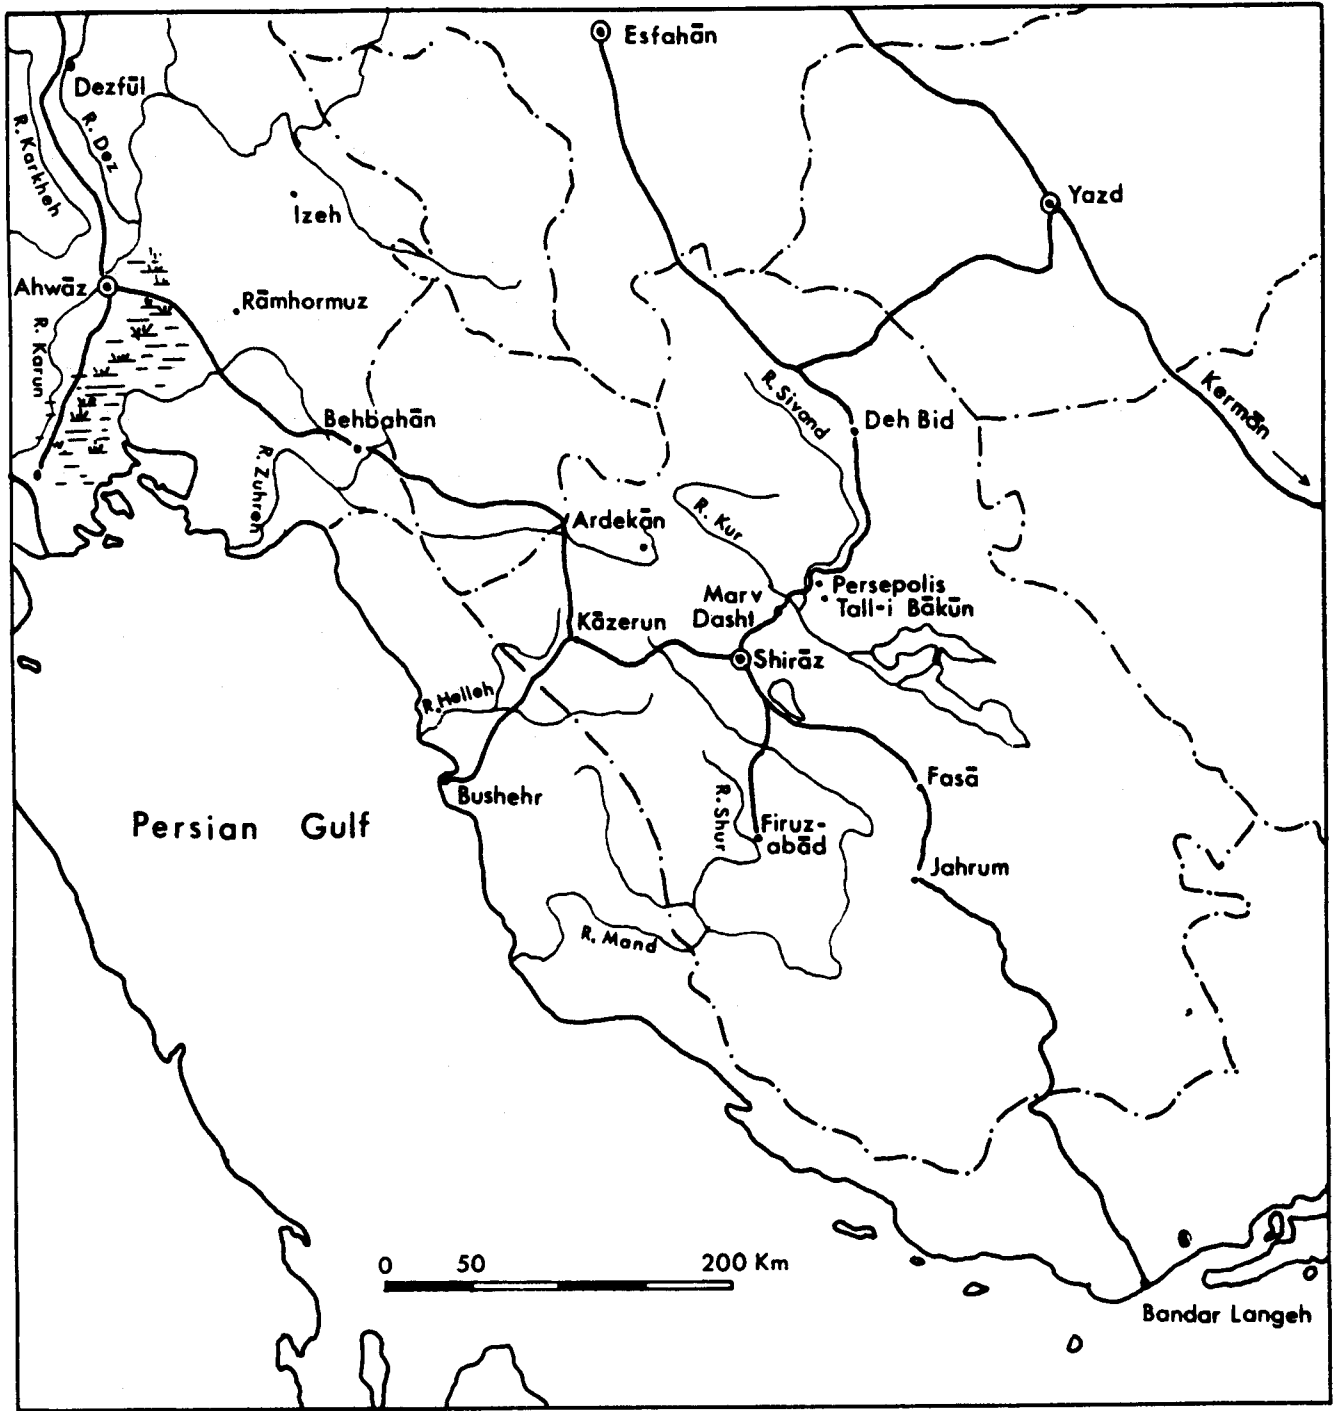 Esfahān
Dezfūl
R. Karkheh
R. Dez
Yazd
Izeh
Ahwāz
Rāmhormuz
R. Karun
R. Sivand
Kermān
Behbahān
Deh Bid
R. Zuhreh
R. Kur
Ardekān
Persepolis
Marv
Dasht
Tall-i Bākūn
Kāzerun
Shirāz
R. Helleh
Fasā
Bushehr
R. Shur
Persian Gulf
Firuz-
abād
Jahrum
R. Mand
0 50 200 Km
Bandar Langeh